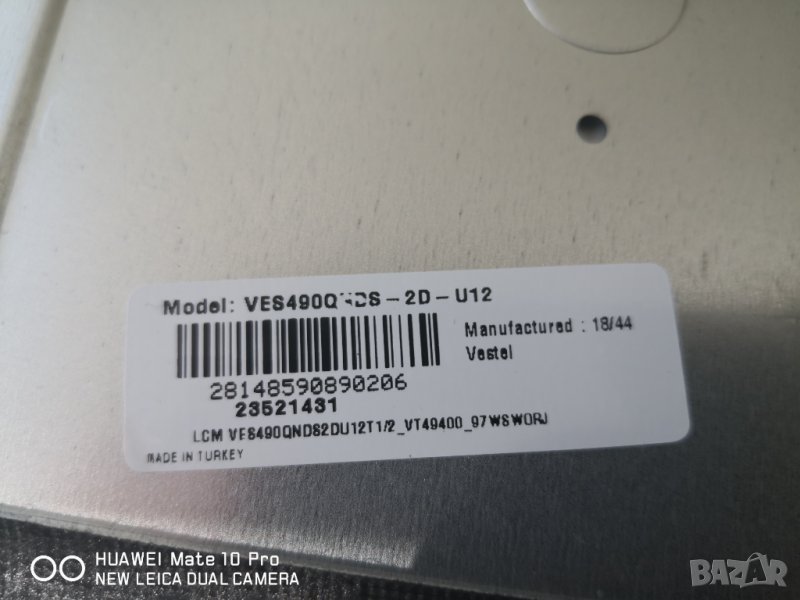 Model: VES490QNDS-2D-U12
Manufactured : 18/44
Vestel
28148590890206
23521431
LCM VES490QNDS2DU12T1/2_VT49400_97WSWORJ
MADE IN TURKEY
HUAWEI Mate 10 Pro
NEW LEICA DUAL CAMERA
BAZAR